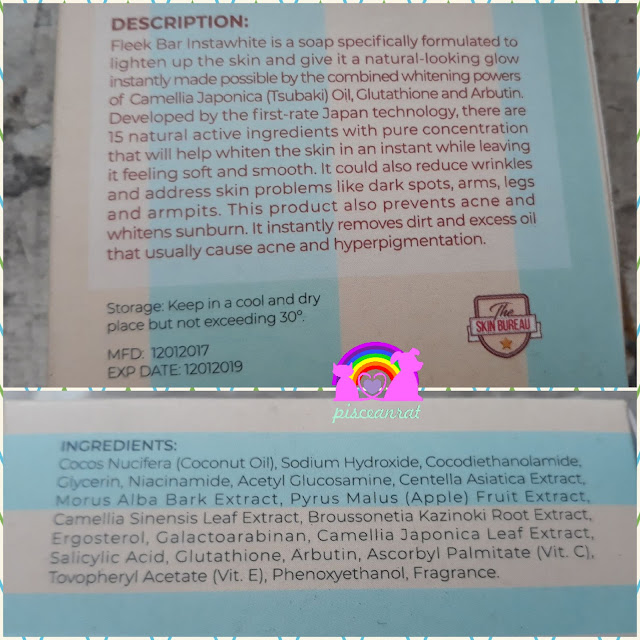 DESCRIPTION:
Fleek Bar Instawhite is a soap specifically formulated to
lighten up the skin and give it a natural-looking glow
instantly made possible by the combined whitening powers
of Camellia Japonica (Tsubaki) Oil, Glutathione and Arbutin.
Developed by the first-rate Japan technology, there are
15 natural active ingredients with pure concentration
that will help whiten the skin in an instant while leaving
it feeling soft and smooth. It could also reduce wrinkles
and address skin problems like dark spots, arms, legs
and armpits. This product also prevents acne and
whitens sunburn. It instantly removes dirt and excess oil
that usually cause acne and hyperpigmentation.
Storage: Keep in a cool and dry
place but not exceeding 30º.
MFD: 12012017
EXP DATE: 12012019
The
SKIN BUREAU
pisceanrat
INGREDIENTS:
Cocos Nucifera (Coconut Oil), Sodium Hydroxide, Cocodiethanolamide,
Glycerin, Niacinamide, Acetyl Glucosamine, Centella Asiatica Extract,
Morus Alba Bark Extract, Pyrus Malus (Apple) Fruit Extract,
Camellia Sinensis Leaf Extract, Broussonetia Kazinoki Root Extract,
Ergosterol, Galactoarabinan, Camellia Japonica Leaf Extract,
Salicylic Acid, Glutathione, Arbutin, Ascorbyl Palmitate (Vit. C),
Tovopheryl Acetate (Vit. E), Phenoxyethanol, Fragrance.